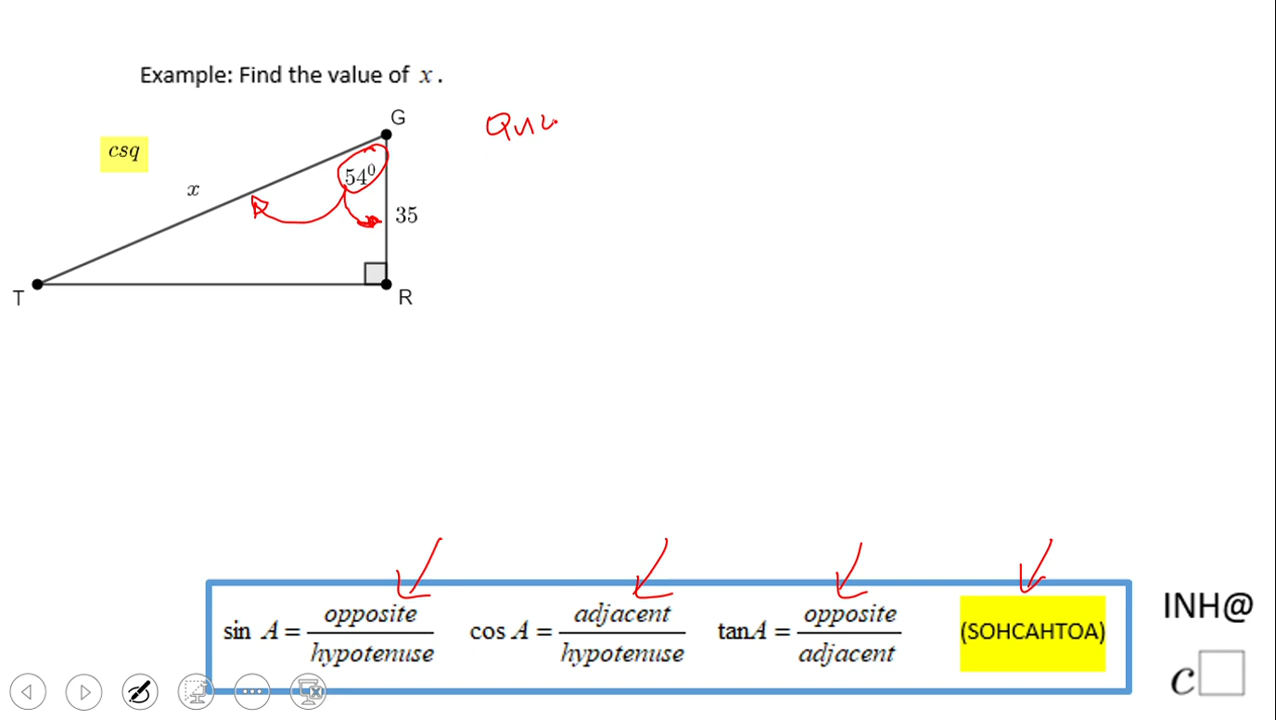 Example: Find the value of x.
G
csq
54⁰
x
35
T
R
sin A = opposite / hypotenuse
cos A = adjacent / hypotenuse
tan A = opposite / adjacent
(SOHCAHTOA)
INH@
c